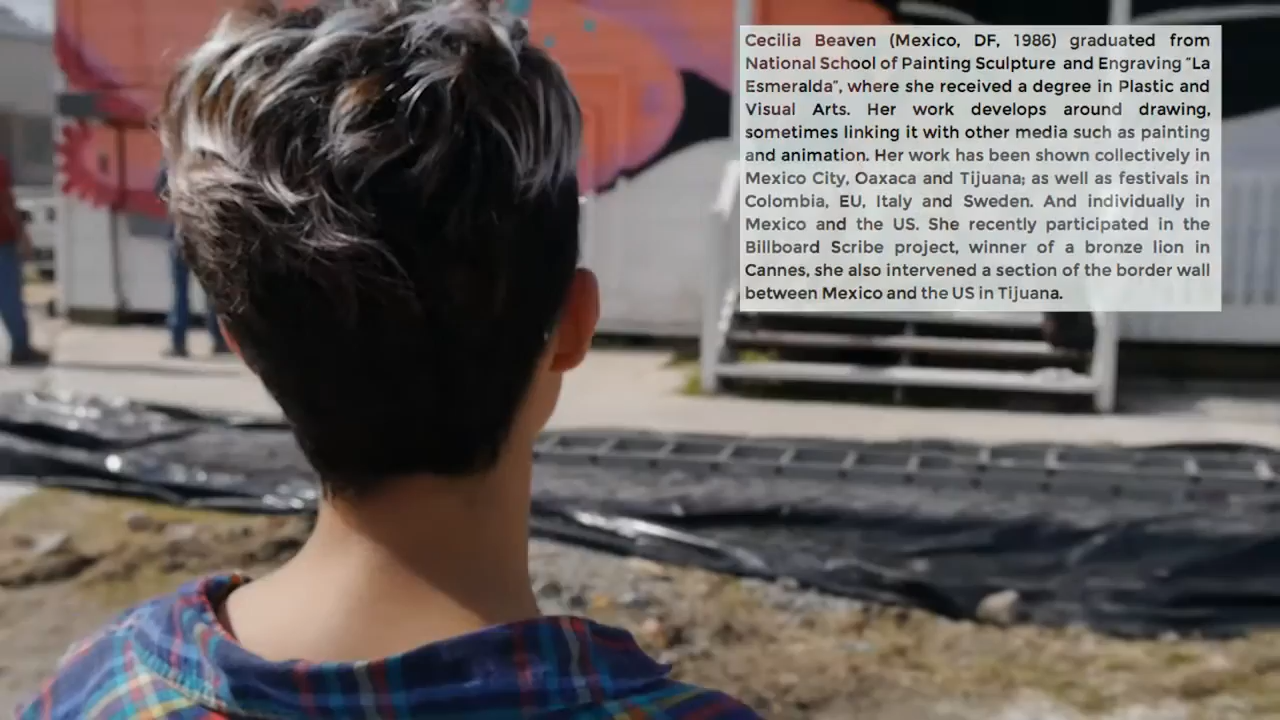 Cecilia Beaven (Mexico, DF, 1986) graduated from
National School of Painting Sculpture and Engraving "La
Esmeralda", where she received a degree in Plastic and
Visual Arts. Her work develops around drawing,
sometimes linking it with other media such as painting
and animation. Her work has been shown collectively in
Mexico City, Oaxaca and Tijuana; as well as festivals in
Colombia, EU, Italy and Sweden. And individually in
Mexico and the US. She recently participated in the
Billboard Scribe project, winner of a bronze lion in
Cannes, she also intervened a section of the border wall
between Mexico and the US in Tijuana.